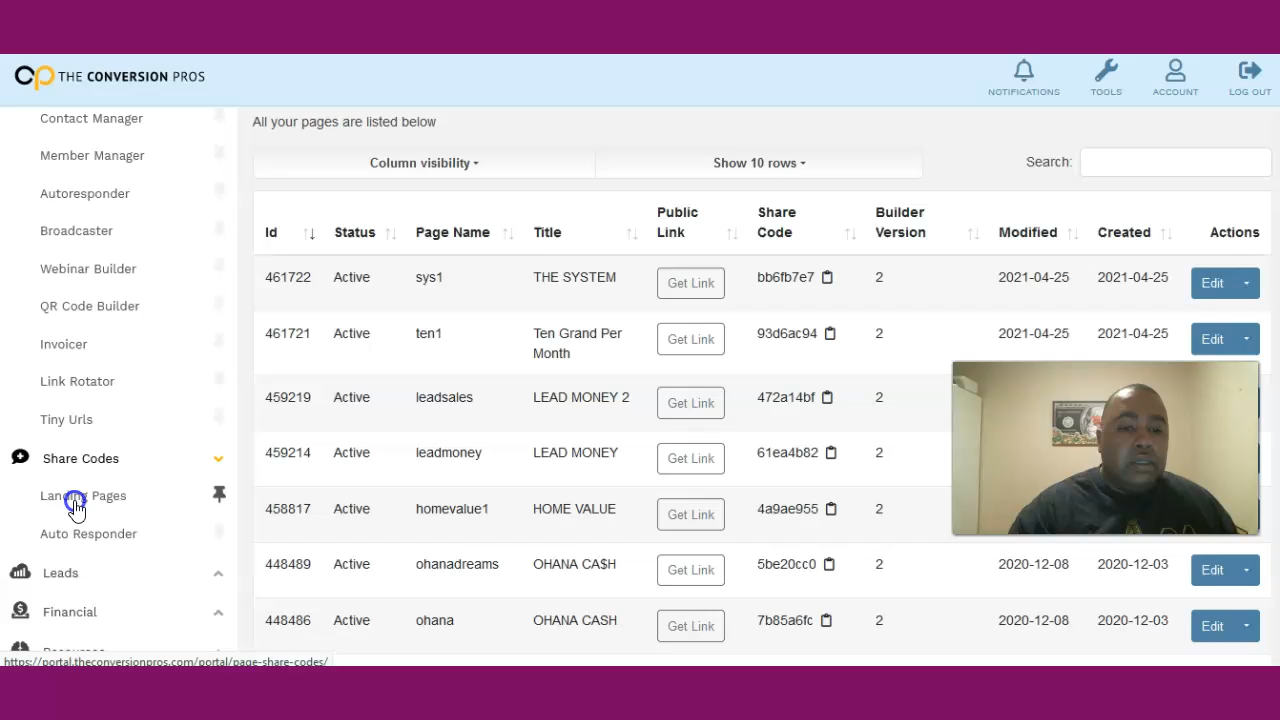 THE CONVERSION PROS
NOTIFICATIONS
TOOLS
ACCOUNT
LOG OUT
Contact Manager
Member Manager
Autoresponder
Broadcaster
Webinar Builder
QR Code Builder
Invoicer
Link Rotator
Tiny Urls
Share Codes
Landing Pages
Auto Responder
Leads
Financial
Resources
https://portal.theconversionpros.com/portal/page-share-codes/
All your pages are listed below
Column visibility
Show 10 rows
Search:
Id Status Page Name Title Public Link Share Code Builder Version Modified Created Actions
461722 Active sys1 THE SYSTEM Get Link bb6fb7e7 2 2021-04-25 2021-04-25 Edit
461721 Active ten1 Ten Grand Per Month Get Link 93d6ac94 2 2021-04-25 2021-04-25 Edit
459219 Active leadsales LEAD MONEY 2 Get Link 472a14bf 2
459214 Active leadmoney LEAD MONEY Get Link 61ea4b82 2
458817 Active homevalue1 HOME VALUE Get Link 4a9ae955 2
448489 Active ohanadreams OHANA CA$H Get Link 5be20cc0 2 2020-12-08 2020-12-03 Edit
448486 Active ohana OHANA CASH Get Link 7b85a6fc 2 2020-12-08 2020-12-03 Edit